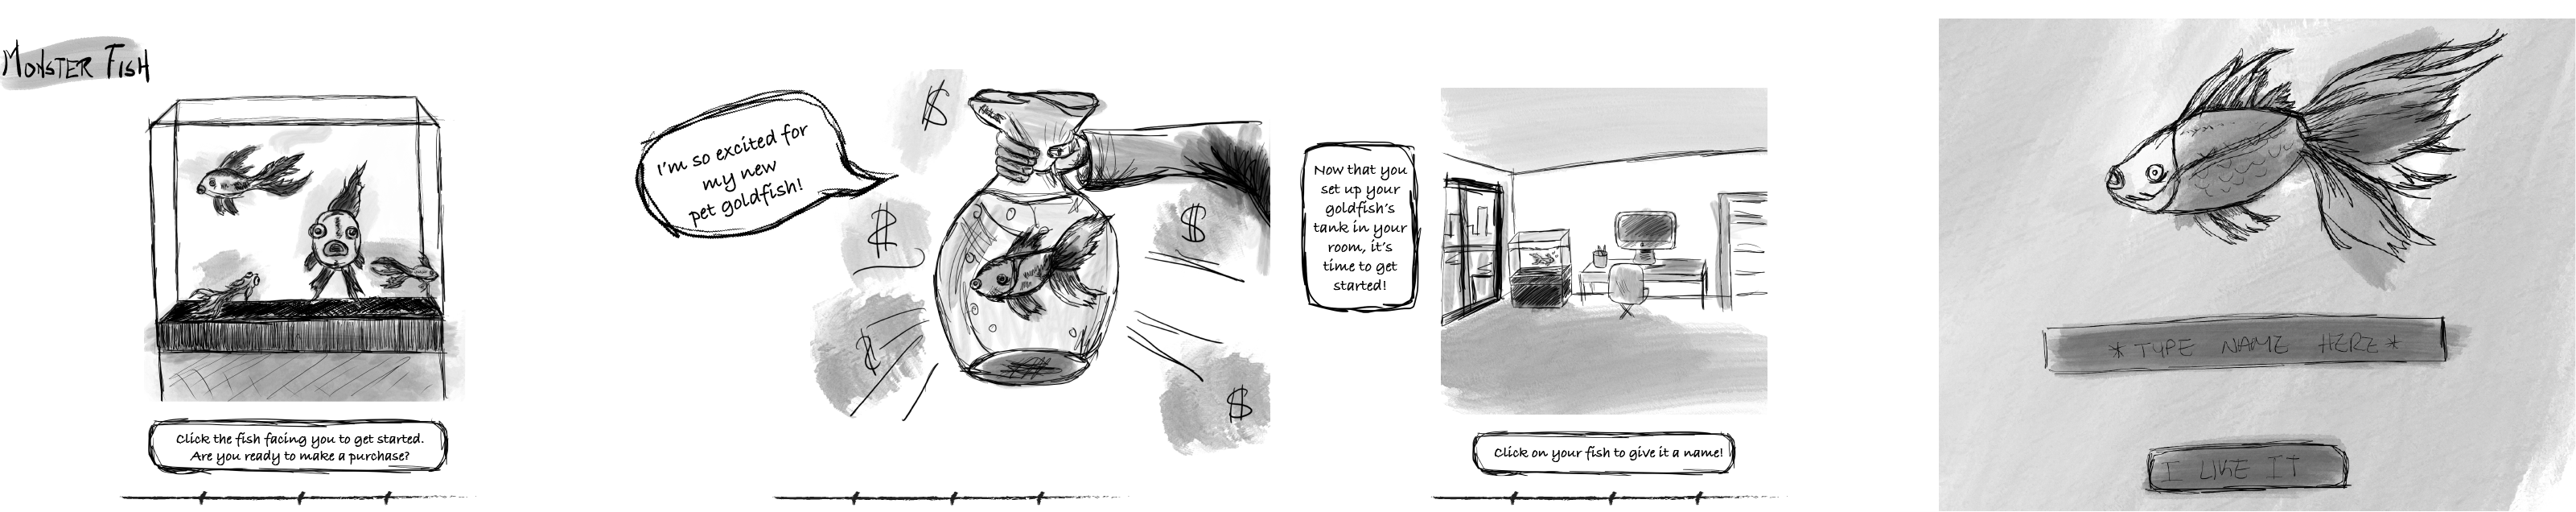 MONSTER FISH
Click the fish facing you to get started.
Are you ready to make a purchase?
I'm so excited for
my new
pet goldfish!
$
$
$
$
$
Now that you
set up your
goldfish's
tank in your
room, it's
time to get
started!
Click on your fish to give it a name!
* TYPE NAME HERE *
I LIKE IT